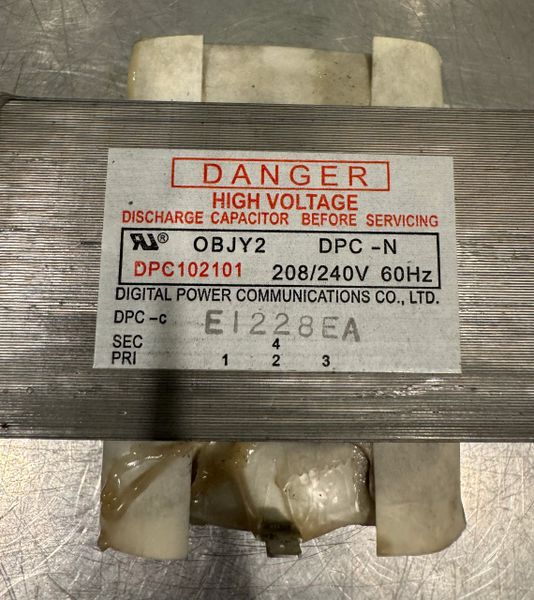 DANGER
HIGH VOLTAGE
DISCHARGE CAPACITOR BEFORE SERVICING
RU® OBJY2 DPC -N
DPC102101 208/240V 60Hz
DIGITAL POWER COMMUNICATIONS CO., LTD.
DPC-c E1228EA
SEC 4
PRI 1 2 3